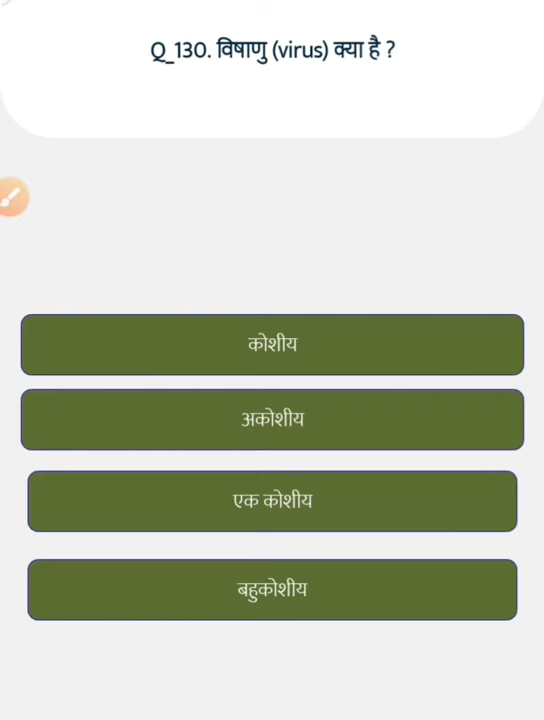 Q_130. विषाणु (virus) क्या है ?
कोशीय
अकोशीय
एक कोशीय
बहुकोशीय